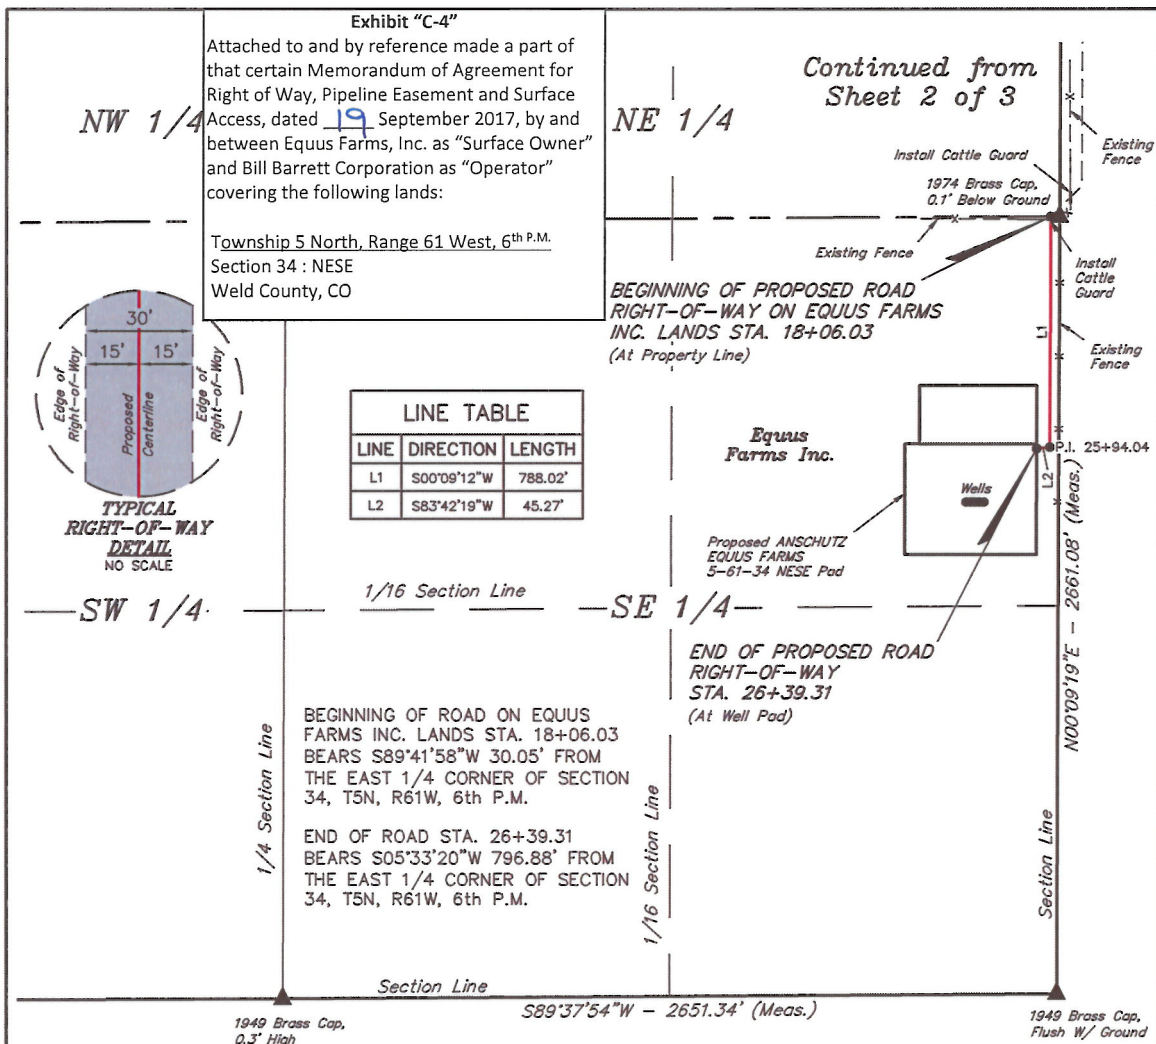 Exhibit “C-4”
Attached to and by reference made a part of
that certain Memorandum of Agreement for
Right of Way, Pipeline Easement and Surface
Access, dated 19 September 2017, by and
between Equus Farms, Inc. as “Surface Owner”
and Bill Barrett Corporation as “Operator”
covering the following lands:
Township 5 North, Range 61 West, 6th P.M.
Section 34 : NESE
Weld County, CO
NW 1/4
NE 1/4
Continued from
Sheet 2 of 3
Existing
Fence
Install Cattle Guard
1974 Brass Cap,
0.1' Below Ground
Existing Fence
Install
Cattle
Guard
BEGINNING OF PROPOSED ROAD
RIGHT-OF-WAY ON EQUUS FARMS
INC. LANDS STA. 18+06.03
(At Property Line)
L1
Existing
Fence
30'
15' 15'
Edge of
Right-of-Way
Proposed
Centerline
Edge of
Right-of-Way
TYPICAL
RIGHT-OF-WAY
DETAIL
NO SCALE
LINE TABLE
LINE DIRECTION LENGTH
L1 S00°09'12"W 788.02'
L2 S83°42'19"W 45.27'
Equus
Farms Inc.
P.I. 25+94.04
L2
Wells
Proposed ANSCHUTZ
EQUUS FARMS
5-61-34 NESE Pad
N00°09'19"E - 2661.08' (Meas.)
1/16 Section Line
SW 1/4
SE 1/4
END OF PROPOSED ROAD
RIGHT-OF-WAY
STA. 26+39.31
(At Well Pad)
1/4 Section Line
BEGINNING OF ROAD ON EQUUS
FARMS INC. LANDS STA. 18+06.03
BEARS S89°41'58"W 30.05' FROM
THE EAST 1/4 CORNER OF SECTION
34, T5N, R61W, 6th P.M.
END OF ROAD STA. 26+39.31
BEARS S05°33'20"W 796.88' FROM
THE EAST 1/4 CORNER OF SECTION
34, T5N, R61W, 6th P.M.
1/16 Section Line
Section Line
Section Line
S89°37'54"W - 2651.34' (Meas.)
1949 Brass Cap,
0.3' High
1949 Brass Cap,
Flush W/ Ground